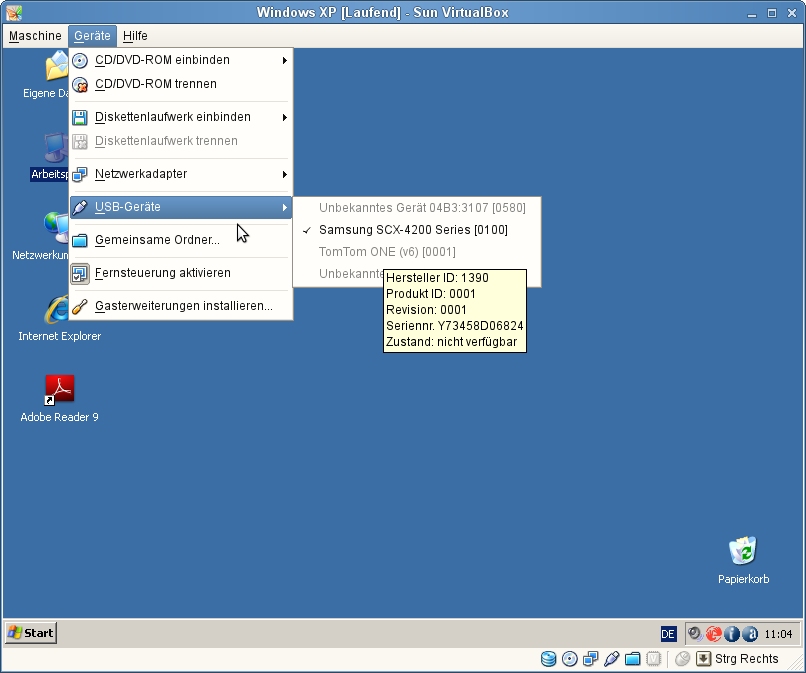 Windows XP [Laufend] - Sun VirtualBox
Maschine Geräte Hilfe
CD/DVD-ROM einbinden
CD/DVD-ROM trennen
Diskettenlaufwerk einbinden
Diskettenlaufwerk trennen
Netzwerkadapter
USB-Geräte
Gemeinsame Ordner...
Fernsteuerung aktivieren
Gasterweiterungen installieren...
Unbekanntes Gerät 04B3:3107 [0580]
Samsung SCX-4200 Series [0100]
TomTom ONE (v6) [0001]
Unbekannte
Hersteller ID: 1390
Produkt ID: 0001
Revision: 0001
Seriennr. Y73458D06824
Zustand: nicht verfügbar
Eigene Da
Arbeitsp
Netzwerkum
Internet Explorer
Adobe Reader 9
Papierkorb
Start
DE
11:04
Strg Rechts